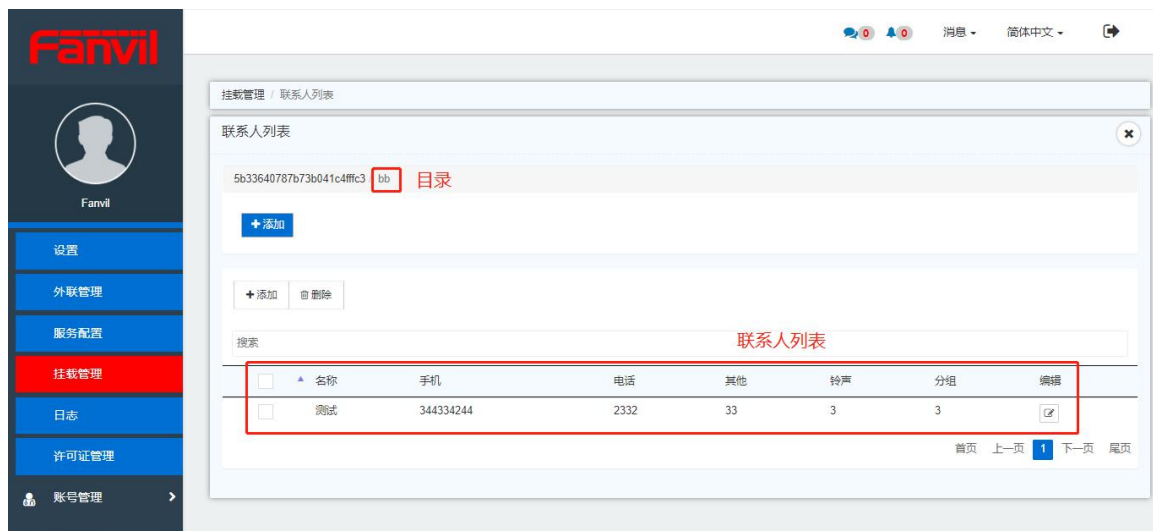 Fanvil
0 0 消息 简体中文
挂载管理 / 联系人列表
联系人列表
5b33640787b73b041c4fffc3 bb 目录
Fanvil
+添加
设置
外联管理
+添加 删除
服务配置
搜索 联系人列表
挂载管理
名称 手机 电话 其他 铃声 分组 编辑
测试 344334244 2332 33 3 3
日志
首页 上一页 1 下一页 尾页
许可证管理
账号管理